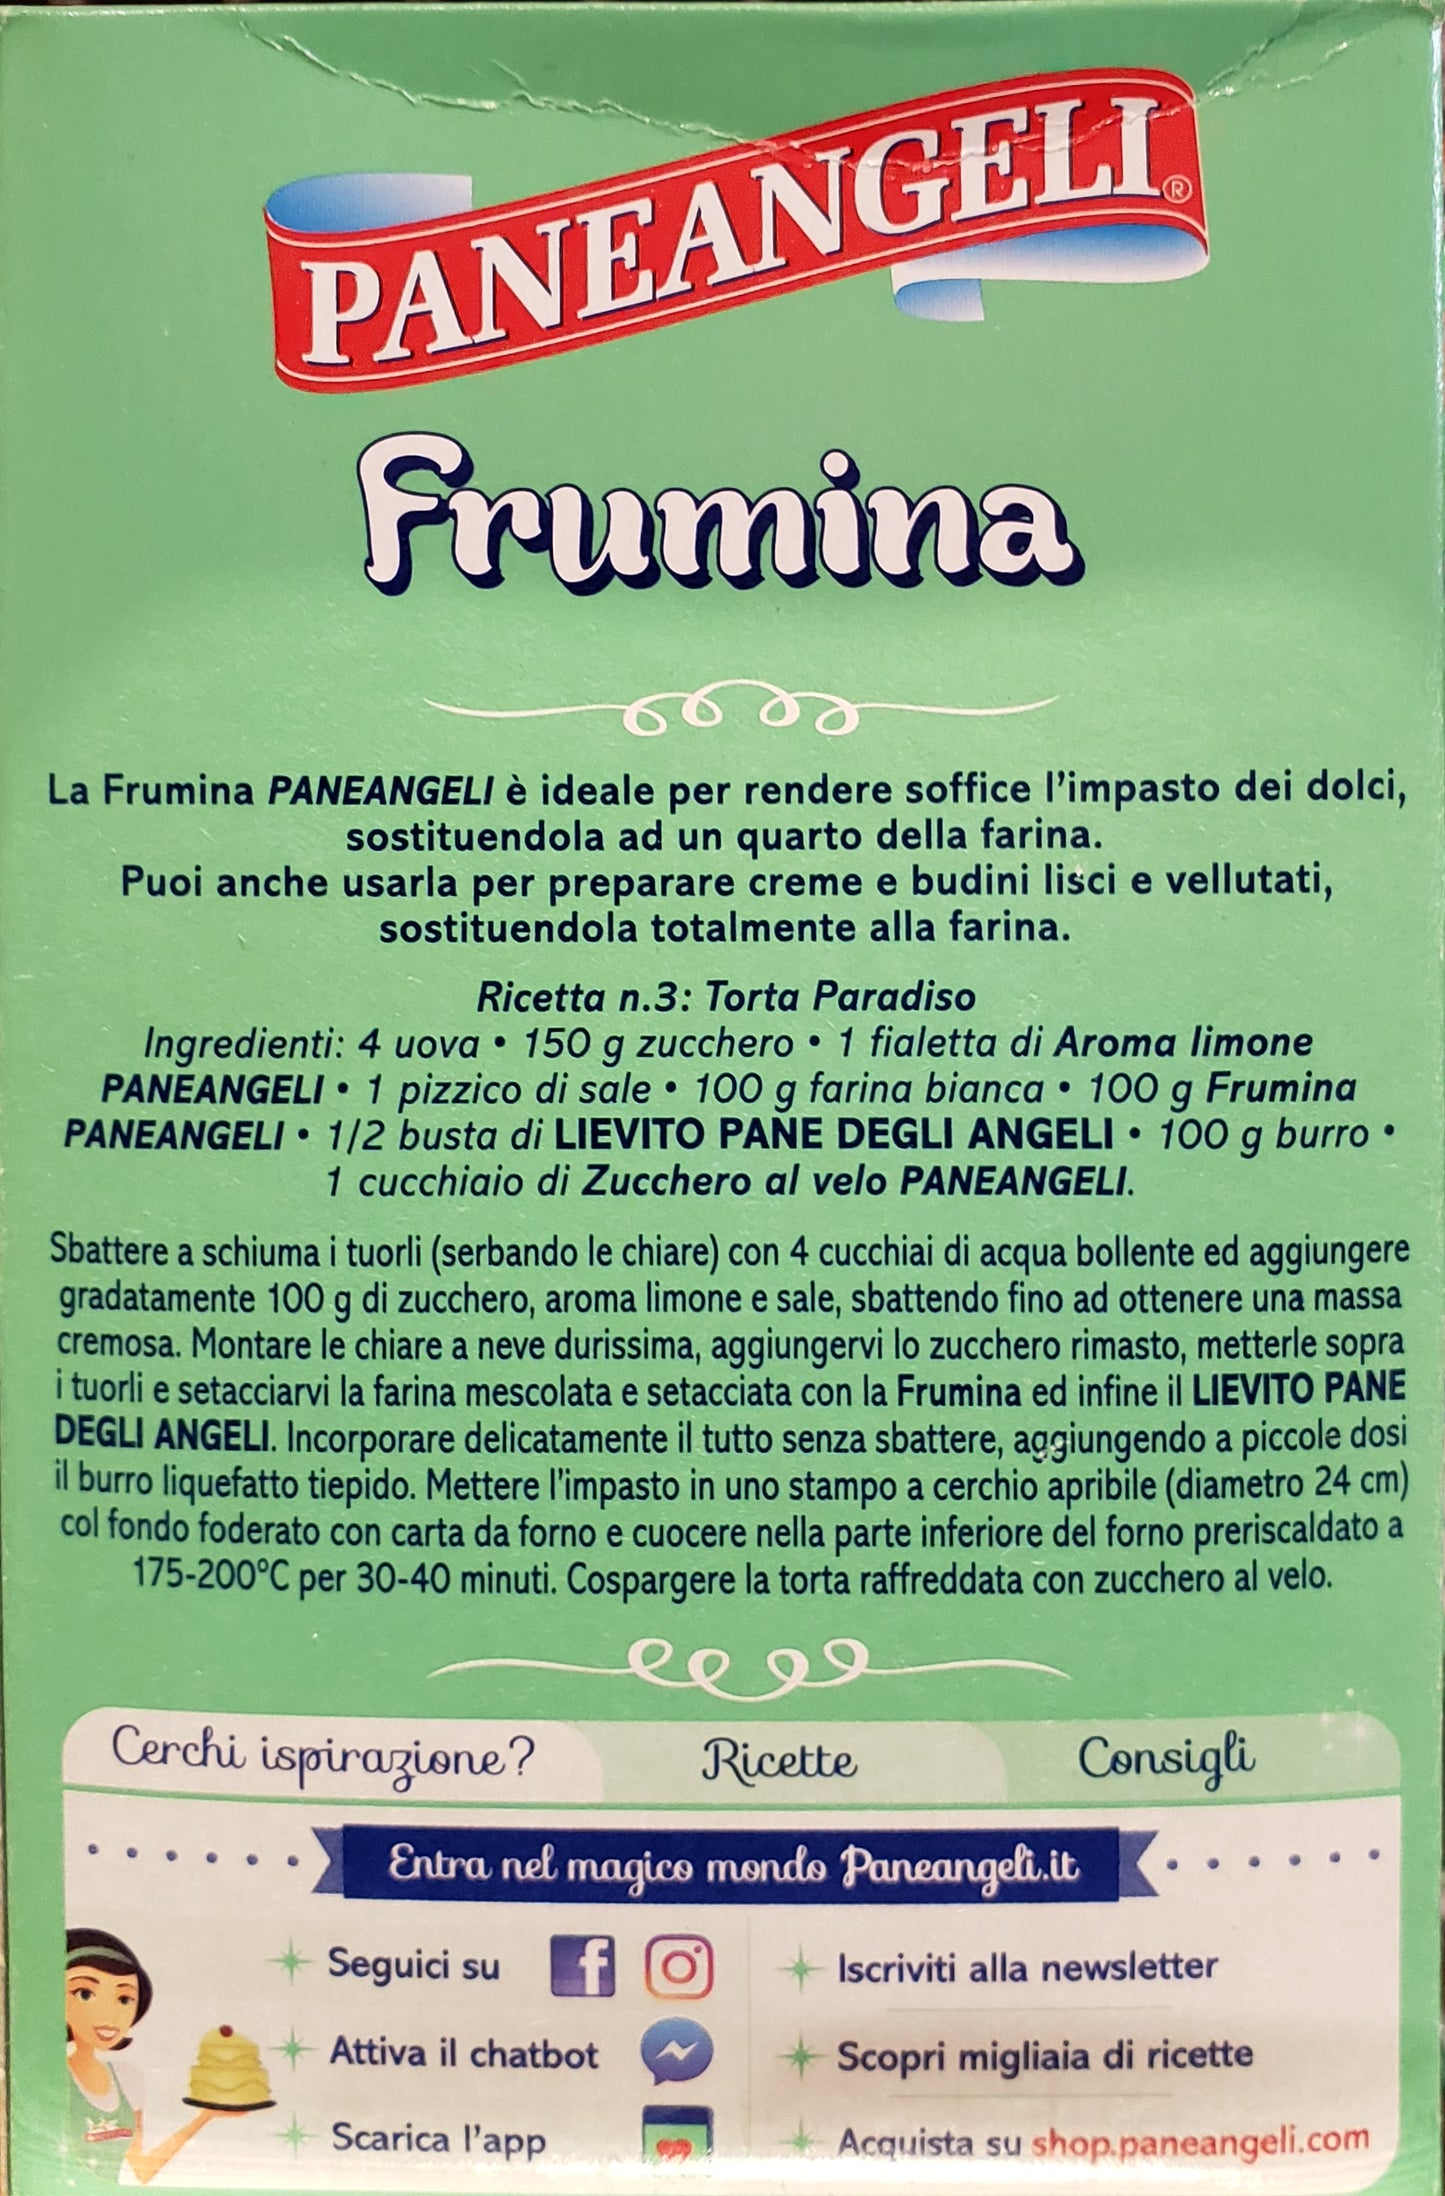 PANEANGELI®
Frumina
La Frumina PANEANGELI è ideale per rendere soffice l'impasto dei dolci,
sostituendola ad un quarto della farina.
Puoi anche usarla per preparare creme e budini lisci e vellutati,
sostituendola totalmente alla farina.
Ricetta n.3: Torta Paradiso
Ingredienti: 4 uova • 150 g zucchero • 1 fialetta di Aroma limone
PANEANGELI • 1 pizzico di sale • 100 g farina bianca • 100 g Frumina
PANEANGELI • 1/2 busta di LIEVITO PANE DEGLI ANGELI • 100 g burro •
1 cucchiaio di Zucchero al velo PANEANGELI.
Sbattere a schiuma i tuorli (serbando le chiare) con 4 cucchiai di acqua bollente ed aggiungere
gradatamente 100 g di zucchero, aroma limone e sale, sbattendo fino ad ottenere una massa
cremosa. Montare le chiare a neve durissima, aggiungervi lo zucchero rimasto, metterle sopra
i tuorli e setacciarvi la farina mescolata e setacciata con la Frumina ed infine il LIEVITO PANE
DEGLI ANGELI. Incorporare delicatamente il tutto senza sbattere, aggiungendo a piccole dosi
il burro liquefatto tiepido. Mettere l'impasto in uno stampo a cerchio apribile (diametro 24 cm)
col fondo foderato con carta da forno e cuocere nella parte inferiore del forno preriscaldato a
175-200°C per 30-40 minuti. Cospargere la torta raffreddata con zucchero al velo.
Cerchi ispirazione? Ricette Consigli
Entra nel magico mondo Paneangeli.it
Seguici su f
Iscriviti alla newsletter
Attiva il chatbot
Scopri migliaia di ricette
Scarica l'app
Acquista su shop.paneangeli.com